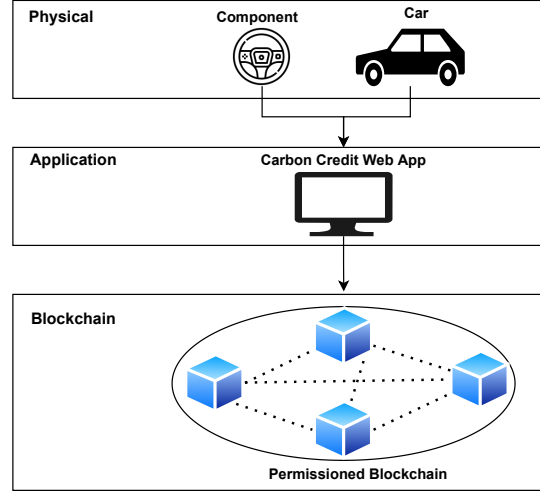 Physical
Component
Car
Application
Carbon Credit Web App
Blockchain
Permissioned Blockchain